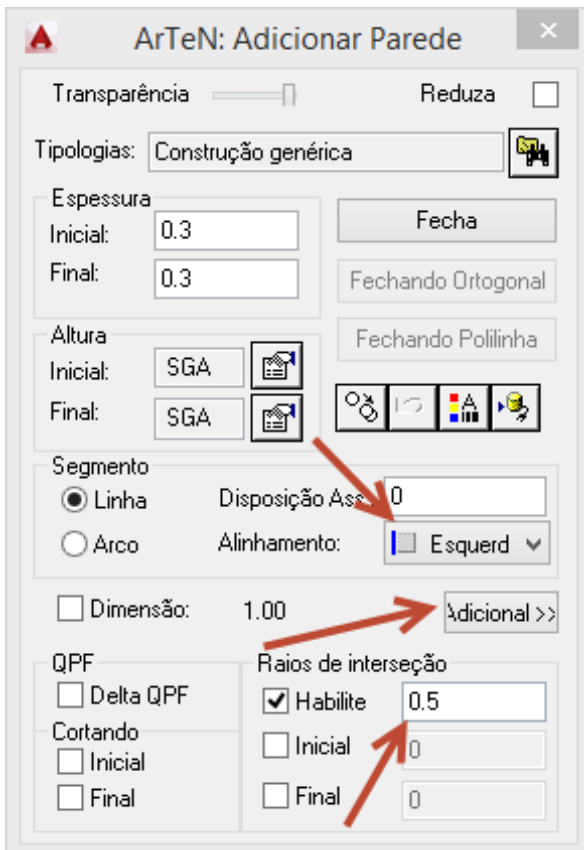 ArTeN: Adicionar Parede
Transparência Reduza
Tipologias: Construção genérica
Espessura
Inicial: 0.3
Fecha
Final: 0.3
Fechando Ortogonal
Altura
Fechando Polilinha
Inicial: SGA
Final: SGA
Segmento
Linha Disposição Ass 0
Arco Alinhamento: Esquerd
Dimensão: 1.00 Adicional >>
QPF Raios de interseção
Delta QPF Habilite 0.5
Cortando
Inicial Inicial 0
Final Final 0